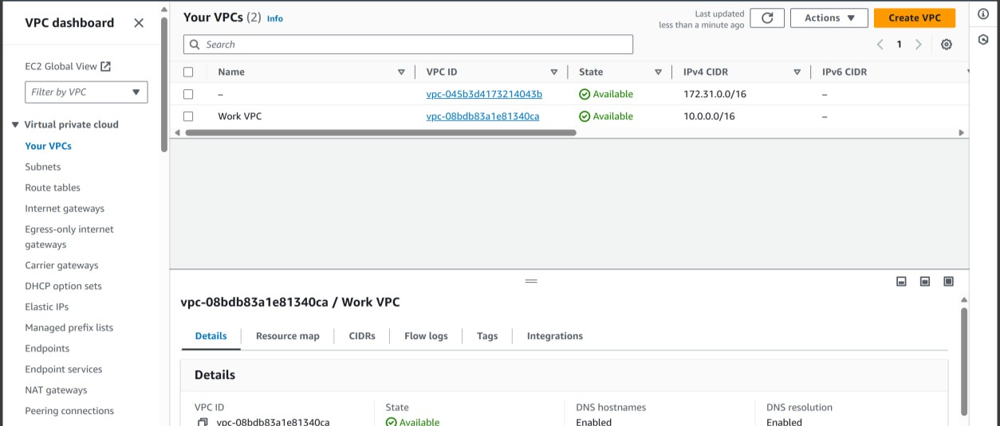 VPC dashboard
EC2 Global View
Filter by VPC
Virtual private cloud
Your VPCs
Subnets
Route tables
Internet gateways
Egress-only internet
gateways
Carrier gateways
DHCP option sets
Elastic IPs
Managed prefix lists
Endpoints
Endpoint services
NAT gateways
Peering connections
Your VPCs (2) Info
Last updated
less than a minute ago
Actions
Create VPC
Search
1
Name VPC ID State IPv4 CIDR IPv6 CIDR
– vpc-045b3d4173214043b Available 172.31.0.0/16 –
Work VPC vpc-08bdb83a1e81340ca Available 10.0.0.0/16 –
vpc-08bdb83a1e81340ca / Work VPC
Details Resource map CIDRs Flow logs Tags Integrations
Details
VPC ID State DNS hostnames DNS resolution
vpc-08bdb83a1e81340ca Available Enabled Enabled